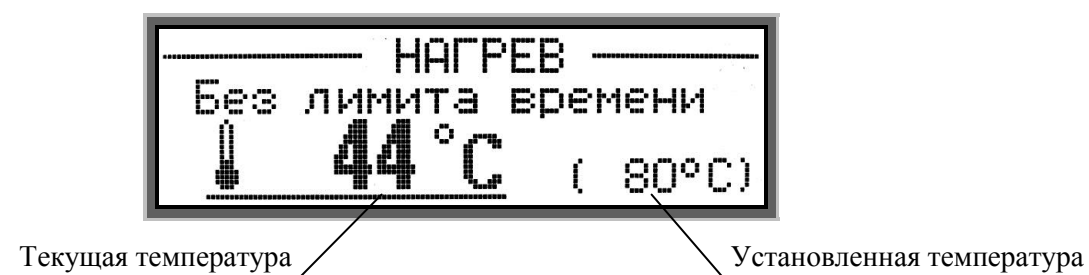 НАГРЕВ
Без лимита времени
44°C ( 80°C)
Текущая температура
Установленная температура